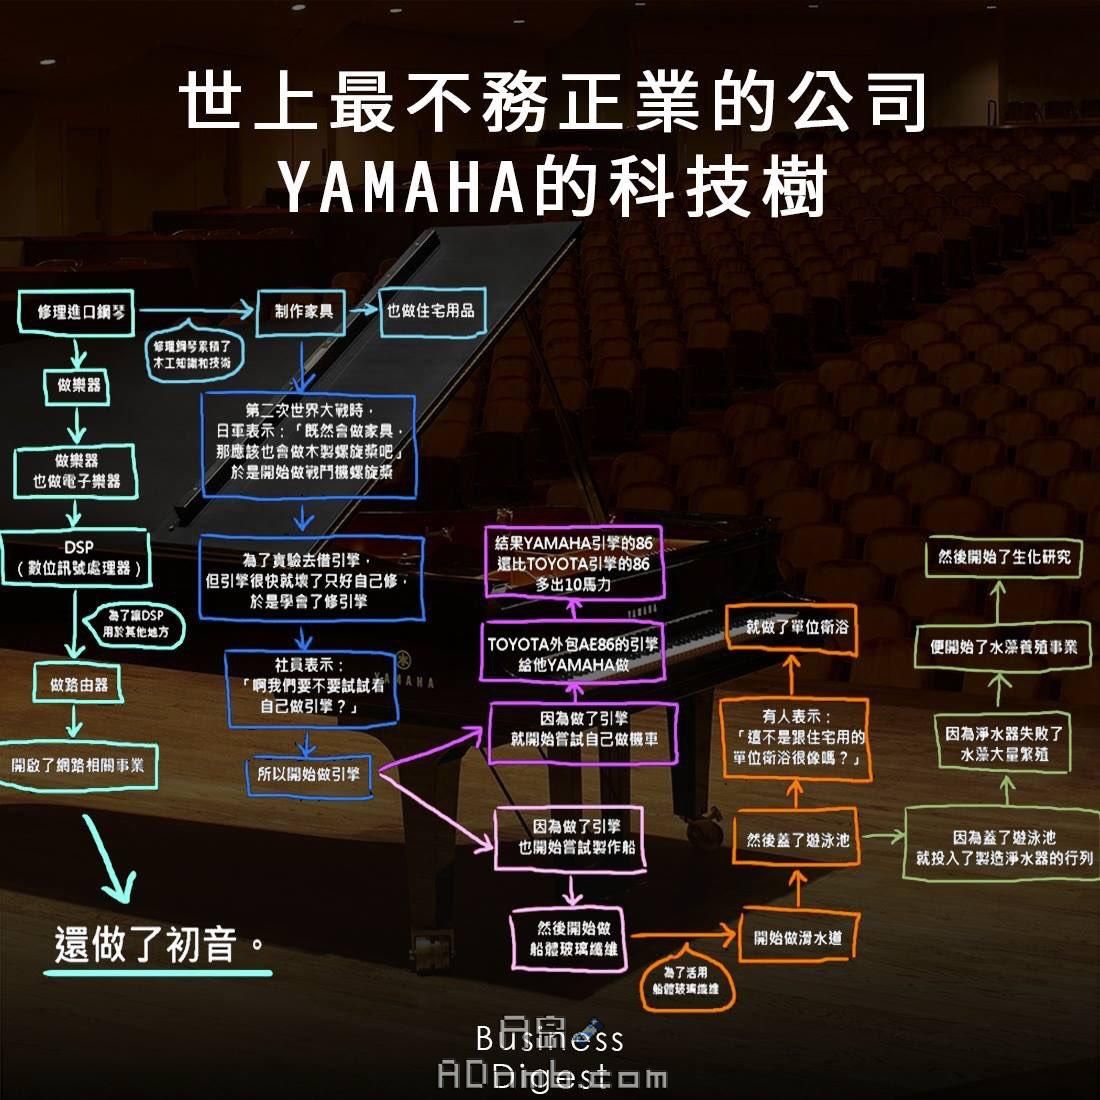 世上最不務正業的公司
YAMAHA的科技樹
修理進口鋼琴
修理鋼琴累積了
木工知識和技術
制作家具
也做住宅用品
做樂器
做樂器
也做電子樂器
DSP
（數位訊號處理器）
為了讓DSP
用於其他地方
做路由器
開啟了網路相關事業
還做了初音。
第二次世界大戰時，
日軍表示：「既然會做家具，
那應該也會做木製螺旋槳吧」
於是開始做戰鬥機螺旋槳
為了實驗去借引擎，
但引擎很快就壞了只好自己修，
於是學會了修引擎
社員表示：
「啊我們要不要試試看
自己做引擎？」
所以開始做引擎
結果YAMAHA引擎的86
還比TOYOTA引擎的86
多出10馬力
TOYOTA外包AE86的引擎
給他YAMAHA做
因為做了引擎
就開始嘗試自己做機車
因為做了引擎
也開始嘗試製作船
然後開始做
船體玻璃纖維
為了活用
船體玻璃纖維
開始做滑水道
然後蓋了遊泳池
有人表示：
「這不是跟住宅用的
單位衛浴很像嗎？」
就做了單位衛浴
因為蓋了遊泳池
就投入了製造淨水器的行列
因為淨水器失敗了
水藻大量繁殖
便開始了水藻養殖事業
然後開始了生化研究
YAMAHA
YAMAHA
Business
Digest
ADnmb.com